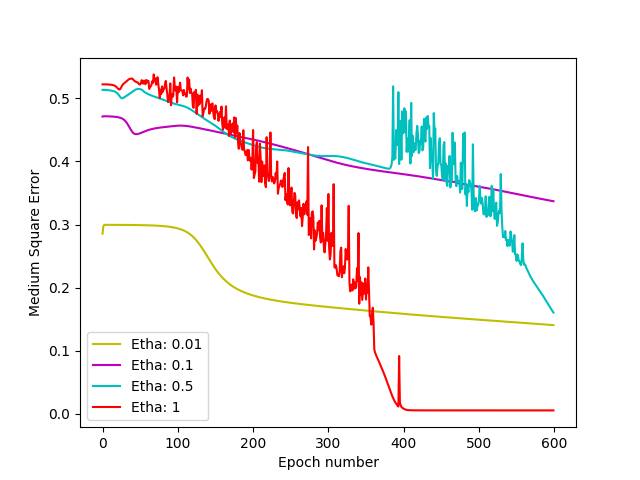 0.5
0.4
0.3
0.2
0.1
0.0
Medium Square Error
Etha: 0.01
Etha: 0.1
Etha: 0.5
Etha: 1
0 100 200 300 400 500 600
Epoch number